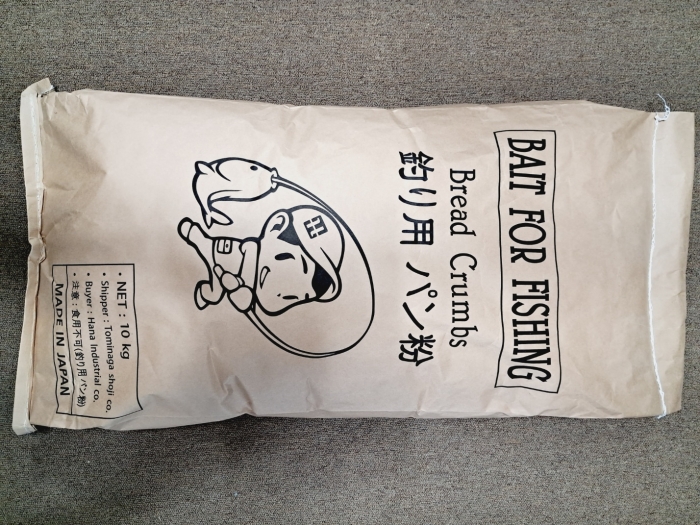 BAIT FOR FISHING
Bread Crumbs
釣り用 パン粉
・NET : 10 kg
・Shipper : Tominaga shoji co.
・Buyer : Hana Industrial co.
・注意 : 食用不可(釣り用 パン粉)
MADE IN JAPAN